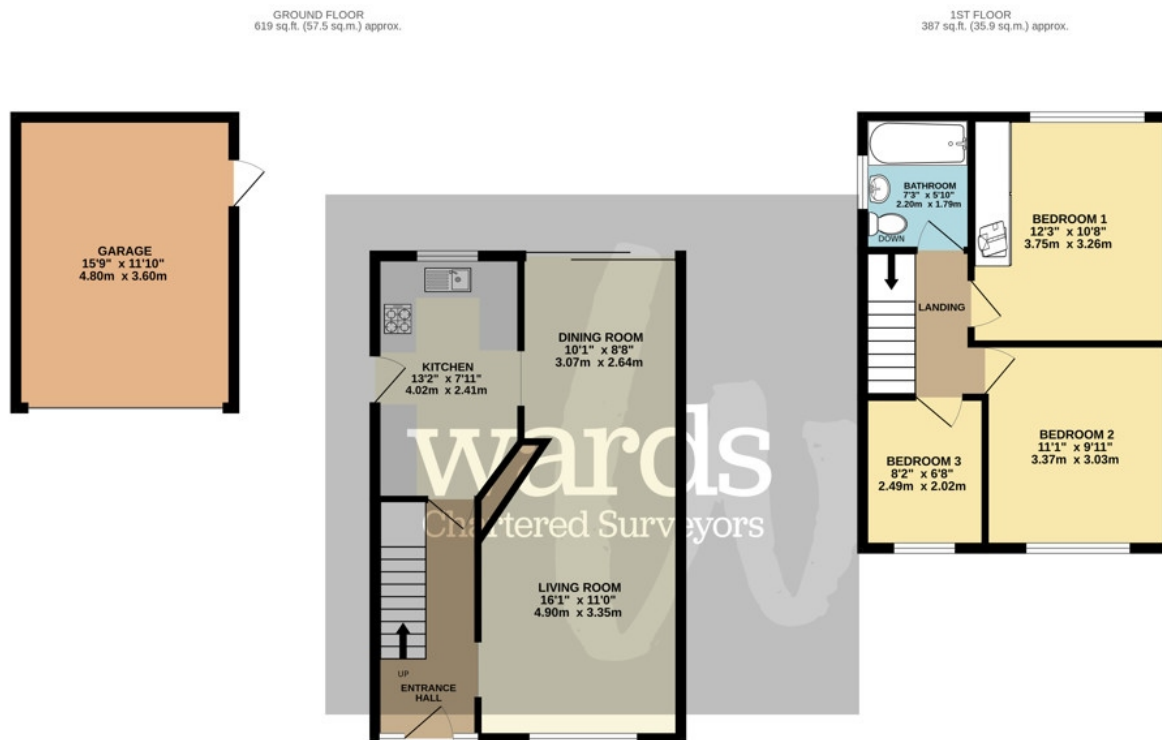 GROUND FLOOR
619 sq.ft. (57.5 sq.m.) approx.
1ST FLOOR
387 sq.ft. (35.9 sq.m.) approx.
GARAGE
15'9" x 11'10"
4.80m x 3.60m
KITCHEN
13'2" x 7'11"
4.02m x 2.41m
DINING ROOM
10'1" x 8'8"
3.07m x 2.64m
wards
Chartered Surveyors
LIVING ROOM
16'1" x 11'0"
4.90m x 3.35m
UP
ENTRANCE
HALL
BATHROOM
7'3" x 5'10"
2.20m x 1.79m
DOWN
BEDROOM 1
12'3" x 10'8"
3.75m x 3.26m
LANDING
BEDROOM 2
11'1" x 9'11"
3.37m x 3.03m
BEDROOM 3
8'2" x 6'8"
2.49m x 2.02m